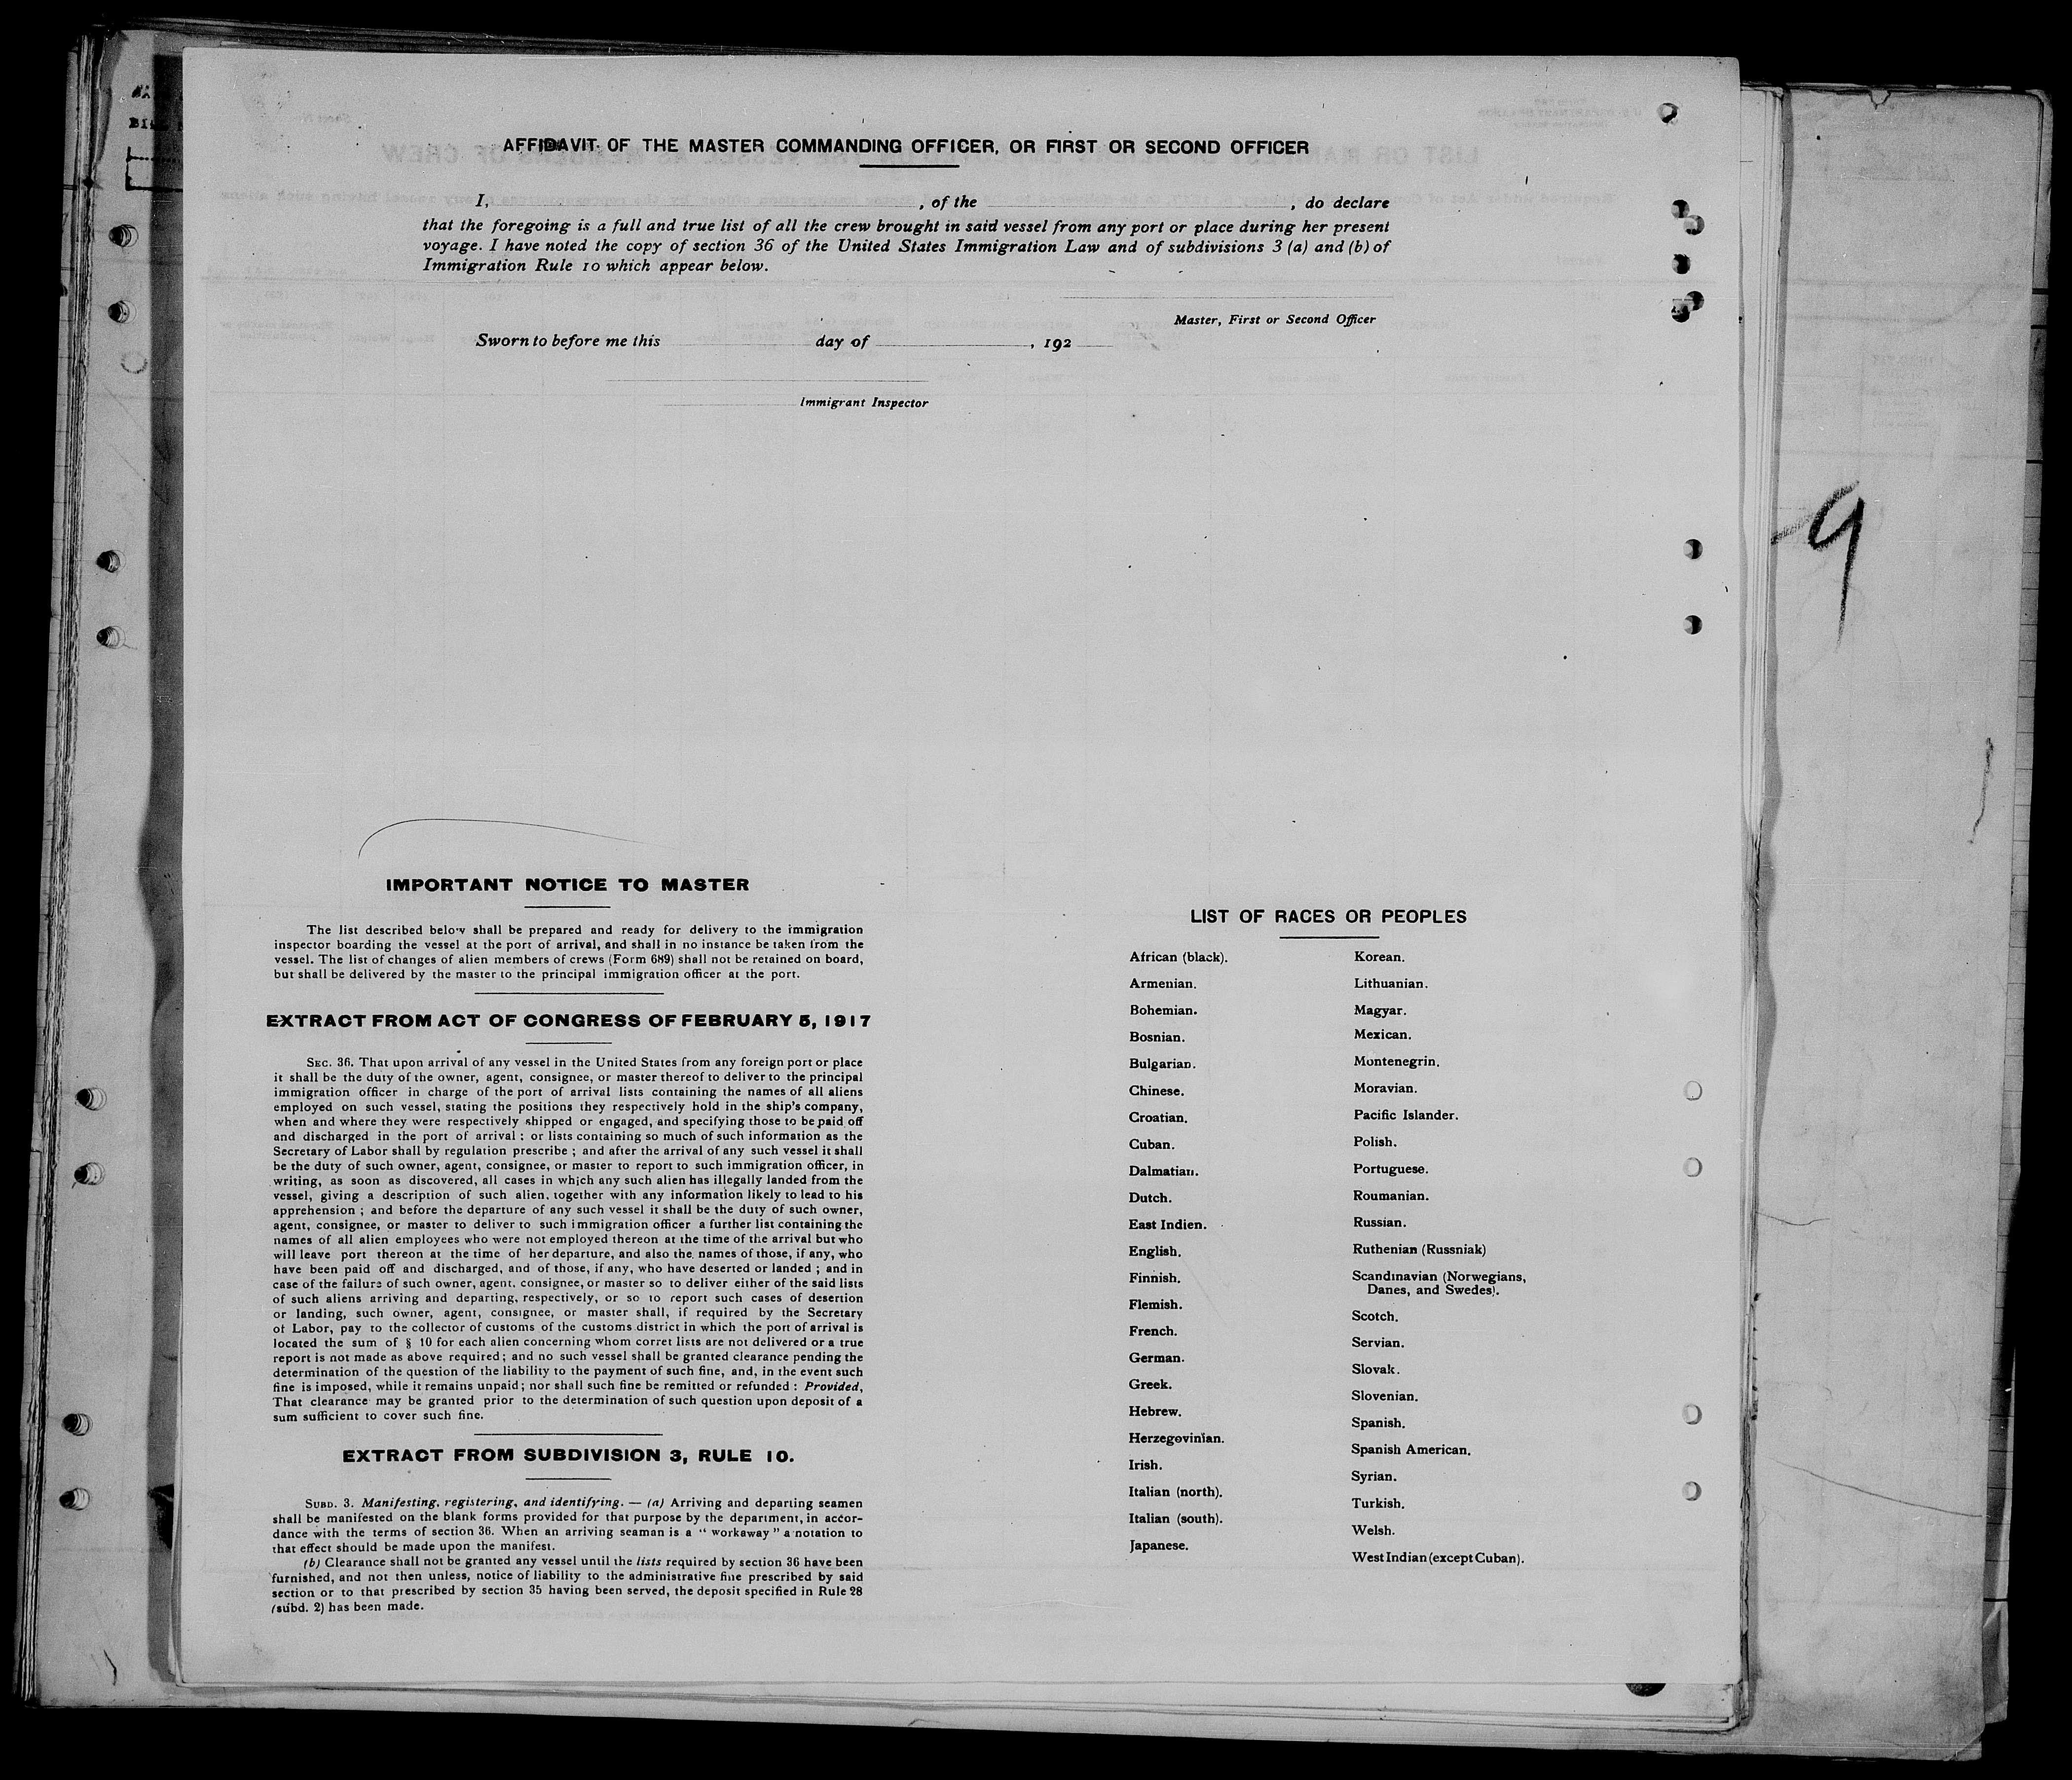 AFFIDAVIT OF THE MASTER COMMANDING OFFICER, OR FIRST OR SECOND OFFICER
I, , of the , do declare
that the foregoing is a full and true list of all the crew brought in said vessel from any port or place during her present
voyage. I have noted the copy of section 36 of the United States Immigration Law and of subdivisions 3 (a) and (b) of
Immigration Rule 10 which appear below.
Master, First or Second Officer
Sworn to before me this day of , 192
Immigrant Inspector
9
IMPORTANT NOTICE TO MASTER
The list described below shall be prepared and ready for delivery to the immigration
inspector boarding the vessel at the port of arrival, and shall in no instance be taken from the
vessel. The list of changes of alien members of crews (Form 689) shall not be retained on board,
but shall be delivered by the master to the principal immigration officer at the port.
EXTRACT FROM ACT OF CONGRESS OF FEBRUARY 5, 1917
SEC. 36. That upon arrival of any vessel in the United States from any foreign port or place
it shall be the duty of the owner, agent, consignee, or master thereof to deliver to the principal
immigration officer in charge of the port of arrival lists containing the names of all aliens
employed on such vessel, stating the positions they respectively hold in the ship's company,
when and where they were respectively shipped or engaged, and specifying those to be paid off
and discharged in the port of arrival ; or lists containing so much of such information as the
Secretary of Labor shall by regulation prescribe ; and after the arrival of any such vessel it shall
be the duty of such owner, agent, consignee, or master to report to such immigration officer, in
writing, as soon as discovered, all cases in which any such alien has illegally landed from the
vessel, giving a description of such alien, together with any information likely to lead to his
apprehension ; and before the departure of any such vessel it shall be the duty of such owner,
agent, consignee, or master to deliver to such immigration officer a further list containing the
names of all alien employees who were not employed thereon at the time of the arrival but who
will leave port thereon at the time of her departure, and also the names of those, if any, who
have been paid off and discharged, and of those, if any, who have deserted or landed ; and in
case of the failure of such owner, agent, consignee, or master so to deliver either of the said lists
of such aliens arriving and departing, respectively, or so to report such cases of desertion
or landing, such owner, agent, consignee, or master shall, if required by the Secretary
of Labor, pay to the collector of customs of the customs district in which the port of arrival is
located the sum of § 10 for each alien concerning whom corret lists are not delivered or a true
report is not made as above required ; and no such vessel shall be granted clearance pending the
determination of the question of the liability to the payment of such fine, and, in the event such
fine is imposed, while it remains unpaid ; nor shall such fine be remitted or refunded : Provided,
That clearance may be granted prior to the determination of such question upon deposit of a
sum sufficient to cover such fine.
EXTRACT FROM SUBDIVISION 3, RULE 10.
SUBD. 3. Manifesting, registering, and identifying. — (a) Arriving and departing seamen
shall be manifested on the blank forms provided for that purpose by the department, in accor-
dance with the terms of section 36. When an arriving seaman is a “ workaway ” a notation to
that effect should be made upon the manifest.
(b) Clearance shall not be granted any vessel until the lists required by section 36 have been
furnished, and not then unless, notice of liability to the administrative fine prescribed by said
section or to that prescribed by section 35 having been served, the deposit specified in Rule 28
(subd. 2) has been made.
LIST OF RACES OR PEOPLES
African (black).
Armenian.
Bohemian.
Bosnian.
Bulgarian.
Chinese.
Croatian.
Cuban.
Dalmatian.
Dutch.
East Indien.
English.
Finnish.
Flemish.
French.
German.
Greek.
Hebrew.
Herzegovinian.
Irish.
Italian (north).
Italian (south).
Japanese.
Korean.
Lithuanian.
Magyar.
Mexican.
Montenegrin.
Moravian.
Pacific Islander.
Polish.
Portuguese.
Roumanian.
Russian.
Ruthenian (Russniak)
Scandinavian (Norwegians,
Danes, and Swedes).
Scotch.
Servian.
Slovak.
Slovenian.
Spanish.
Spanish American.
Syrian.
Turkish.
Welsh.
West Indian (except Cuban).